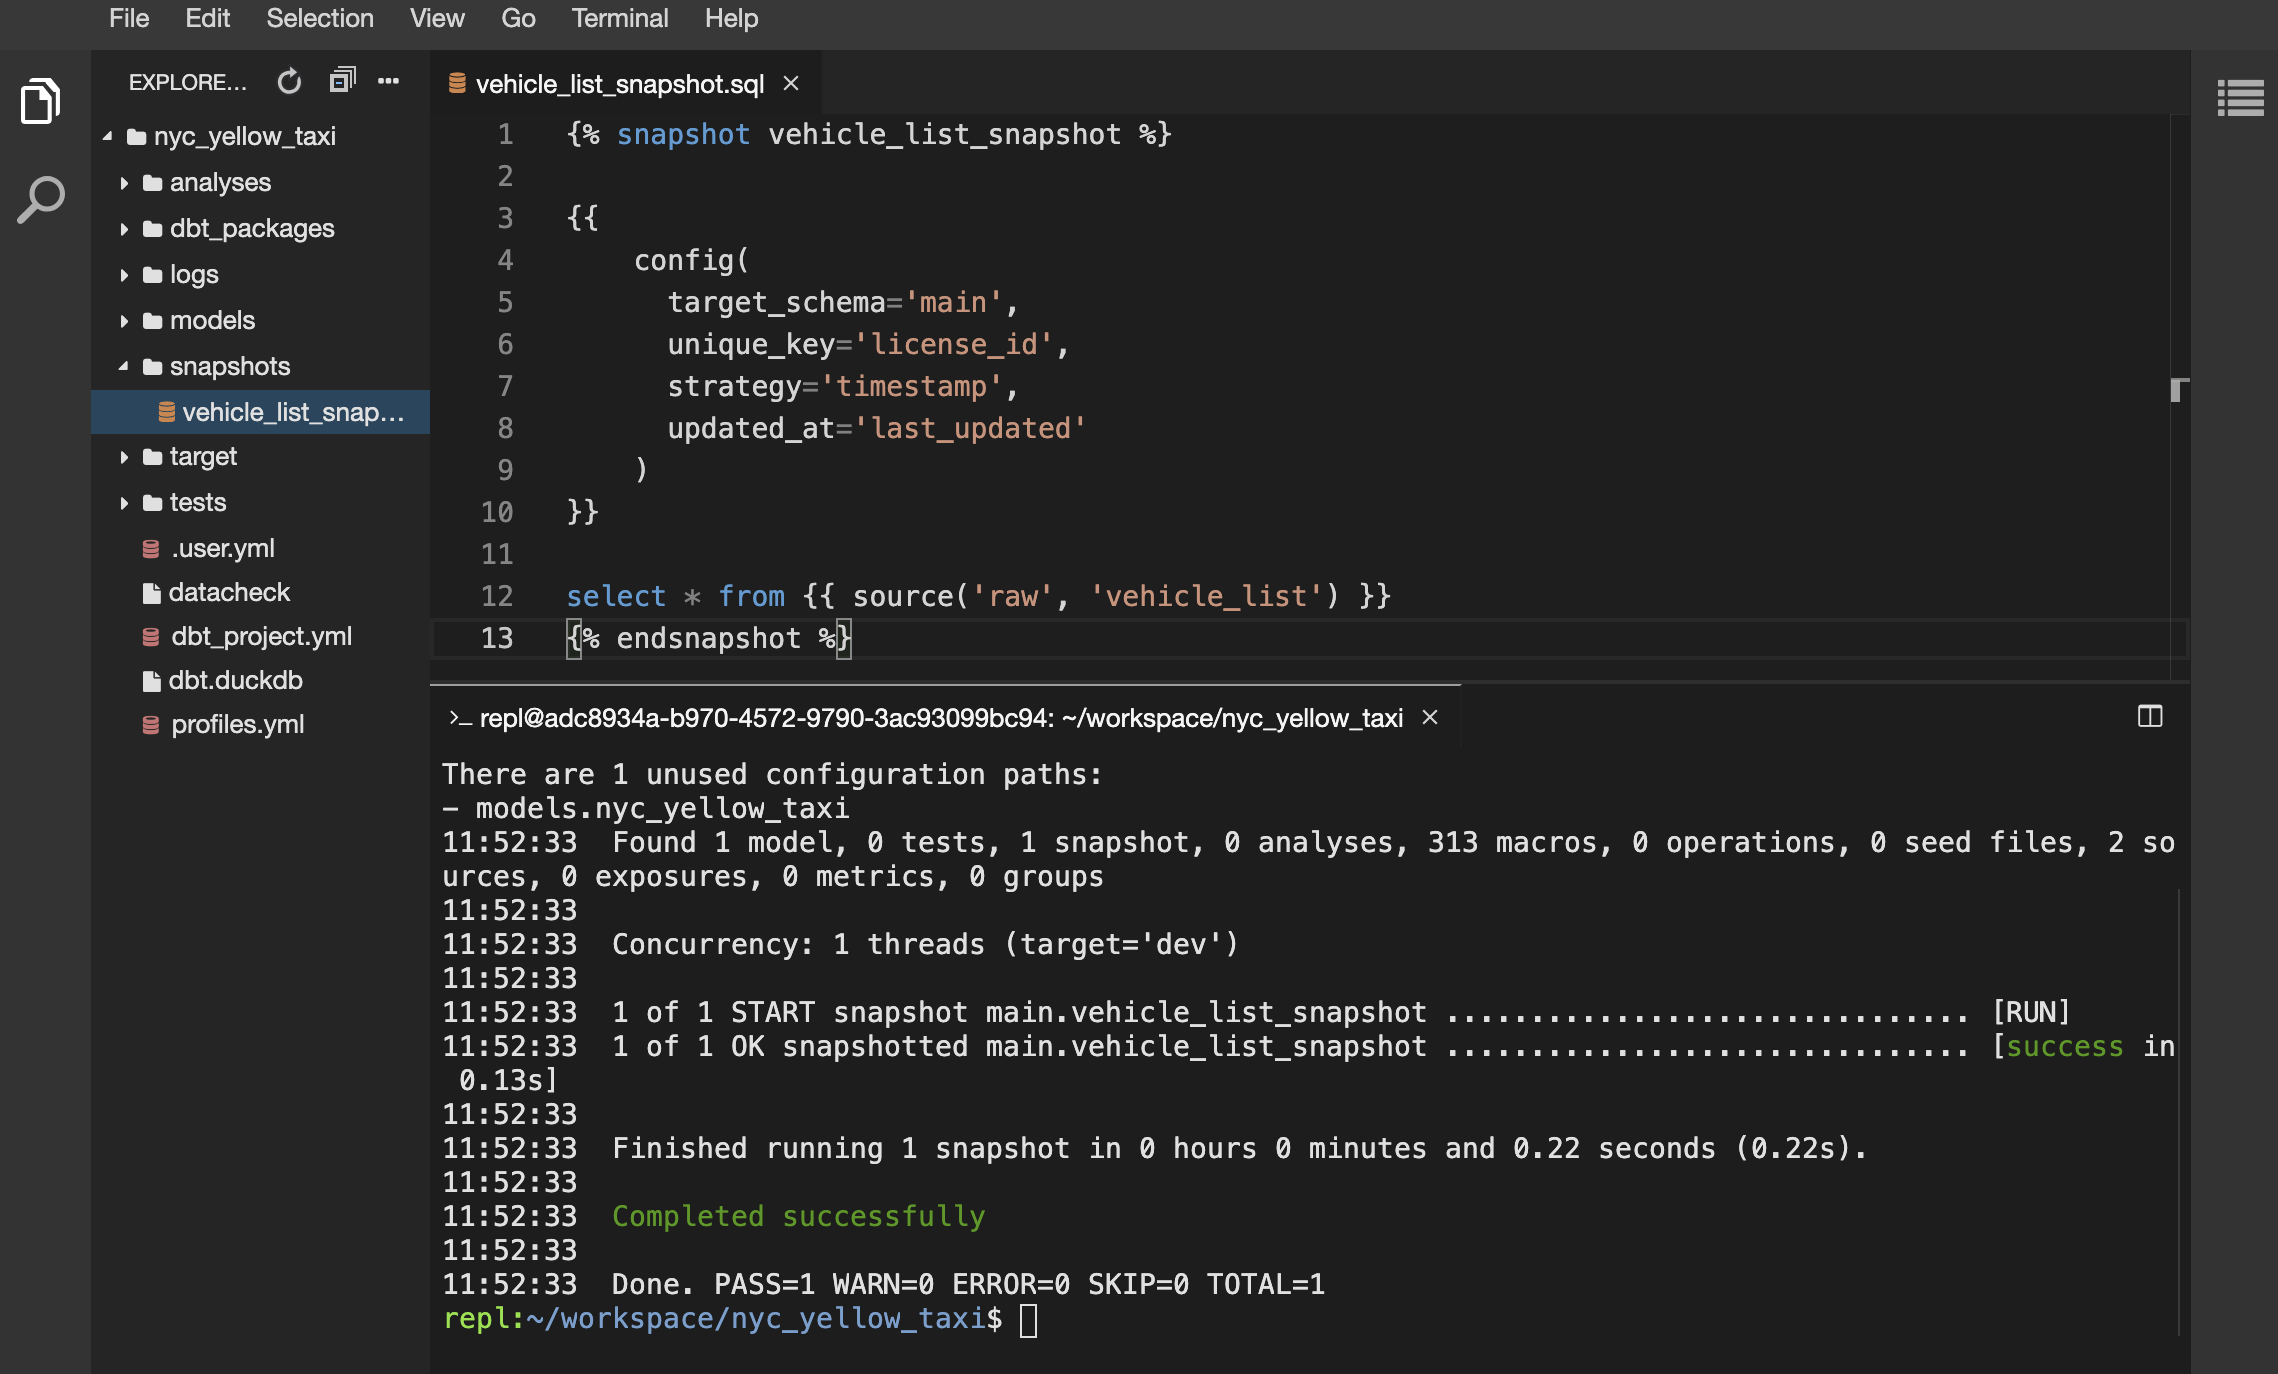 File Edit Selection View Go Terminal Help
EXPLORE...
nyc_yellow_taxi
analyses
dbt_packages
logs
models
snapshots
vehicle_list_snap...
target
tests
.user.yml
datacheck
dbt_project.yml
dbt.duckdb
profiles.yml
vehicle_list_snapshot.sql
1 {% snapshot vehicle_list_snapshot %}
2
3 {{
4     config(
5       target_schema='main',
6       unique_key='license_id',
7       strategy='timestamp',
8       updated_at='last_updated'
9     )
10 }}
11
12 select * from {{ source('raw', 'vehicle_list') }}
13 {% endsnapshot %}
>_ repl@adc8934a-b970-4572-9790-3ac93099bc94: ~/workspace/nyc_yellow_taxi
There are 1 unused configuration paths:
- models.nyc_yellow_taxi
11:52:33  Found 1 model, 0 tests, 1 snapshot, 0 analyses, 313 macros, 0 operations, 0 seed files, 2 so
urces, 0 exposures, 0 metrics, 0 groups
11:52:33
11:52:33  Concurrency: 1 threads (target='dev')
11:52:33
11:52:33  1 of 1 START snapshot main.vehicle_list_snapshot ............................... [RUN]
11:52:33  1 of 1 OK snapshotted main.vehicle_list_snapshot ............................... [success in
 0.13s]
11:52:33
11:52:33  Finished running 1 snapshot in 0 hours 0 minutes and 0.22 seconds (0.22s).
11:52:33
11:52:33  Completed successfully
11:52:33
11:52:33  Done. PASS=1 WARN=0 ERROR=0 SKIP=0 TOTAL=1
repl:~/workspace/nyc_yellow_taxi$